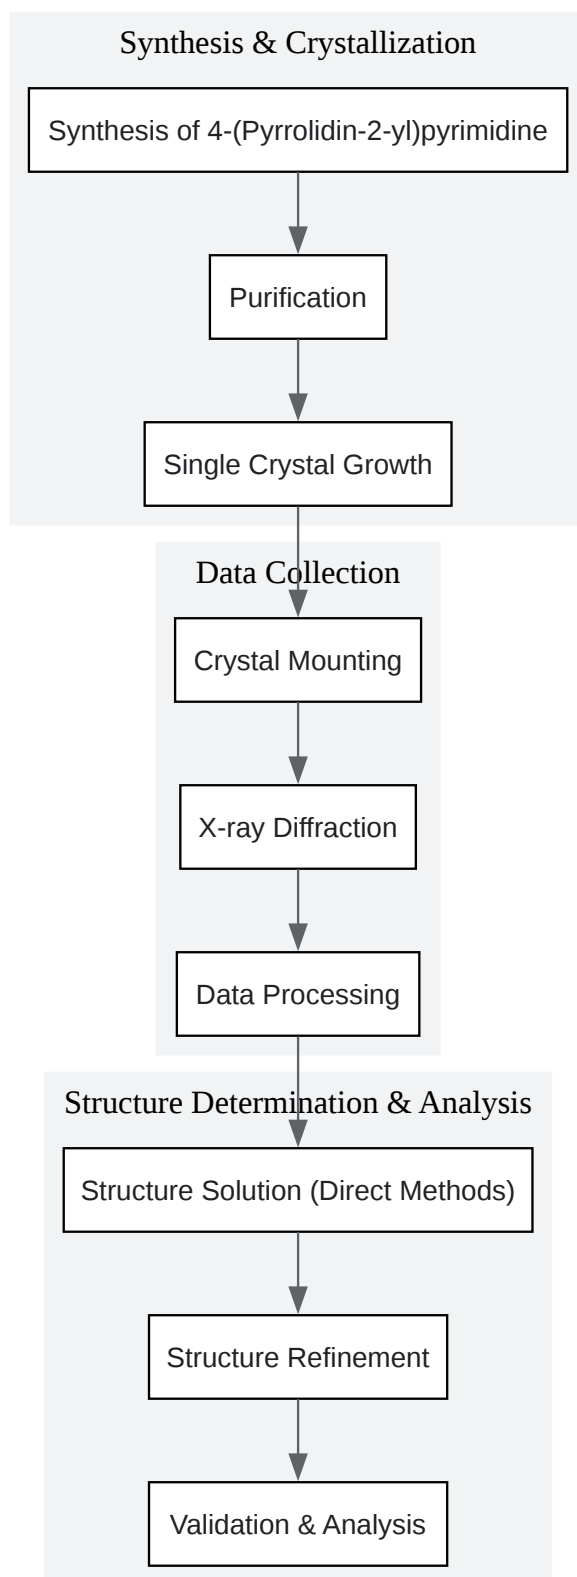 Synthesis & Crystallization
Synthesis of 4-(Pyrrolidin-2-yl)pyrimidine
Purification
Single Crystal Growth
Data Collection
Crystal Mounting
X-ray Diffraction
Data Processing
Structure Determination & Analysis
Structure Solution (Direct Methods)
Structure Refinement
Validation & Analysis